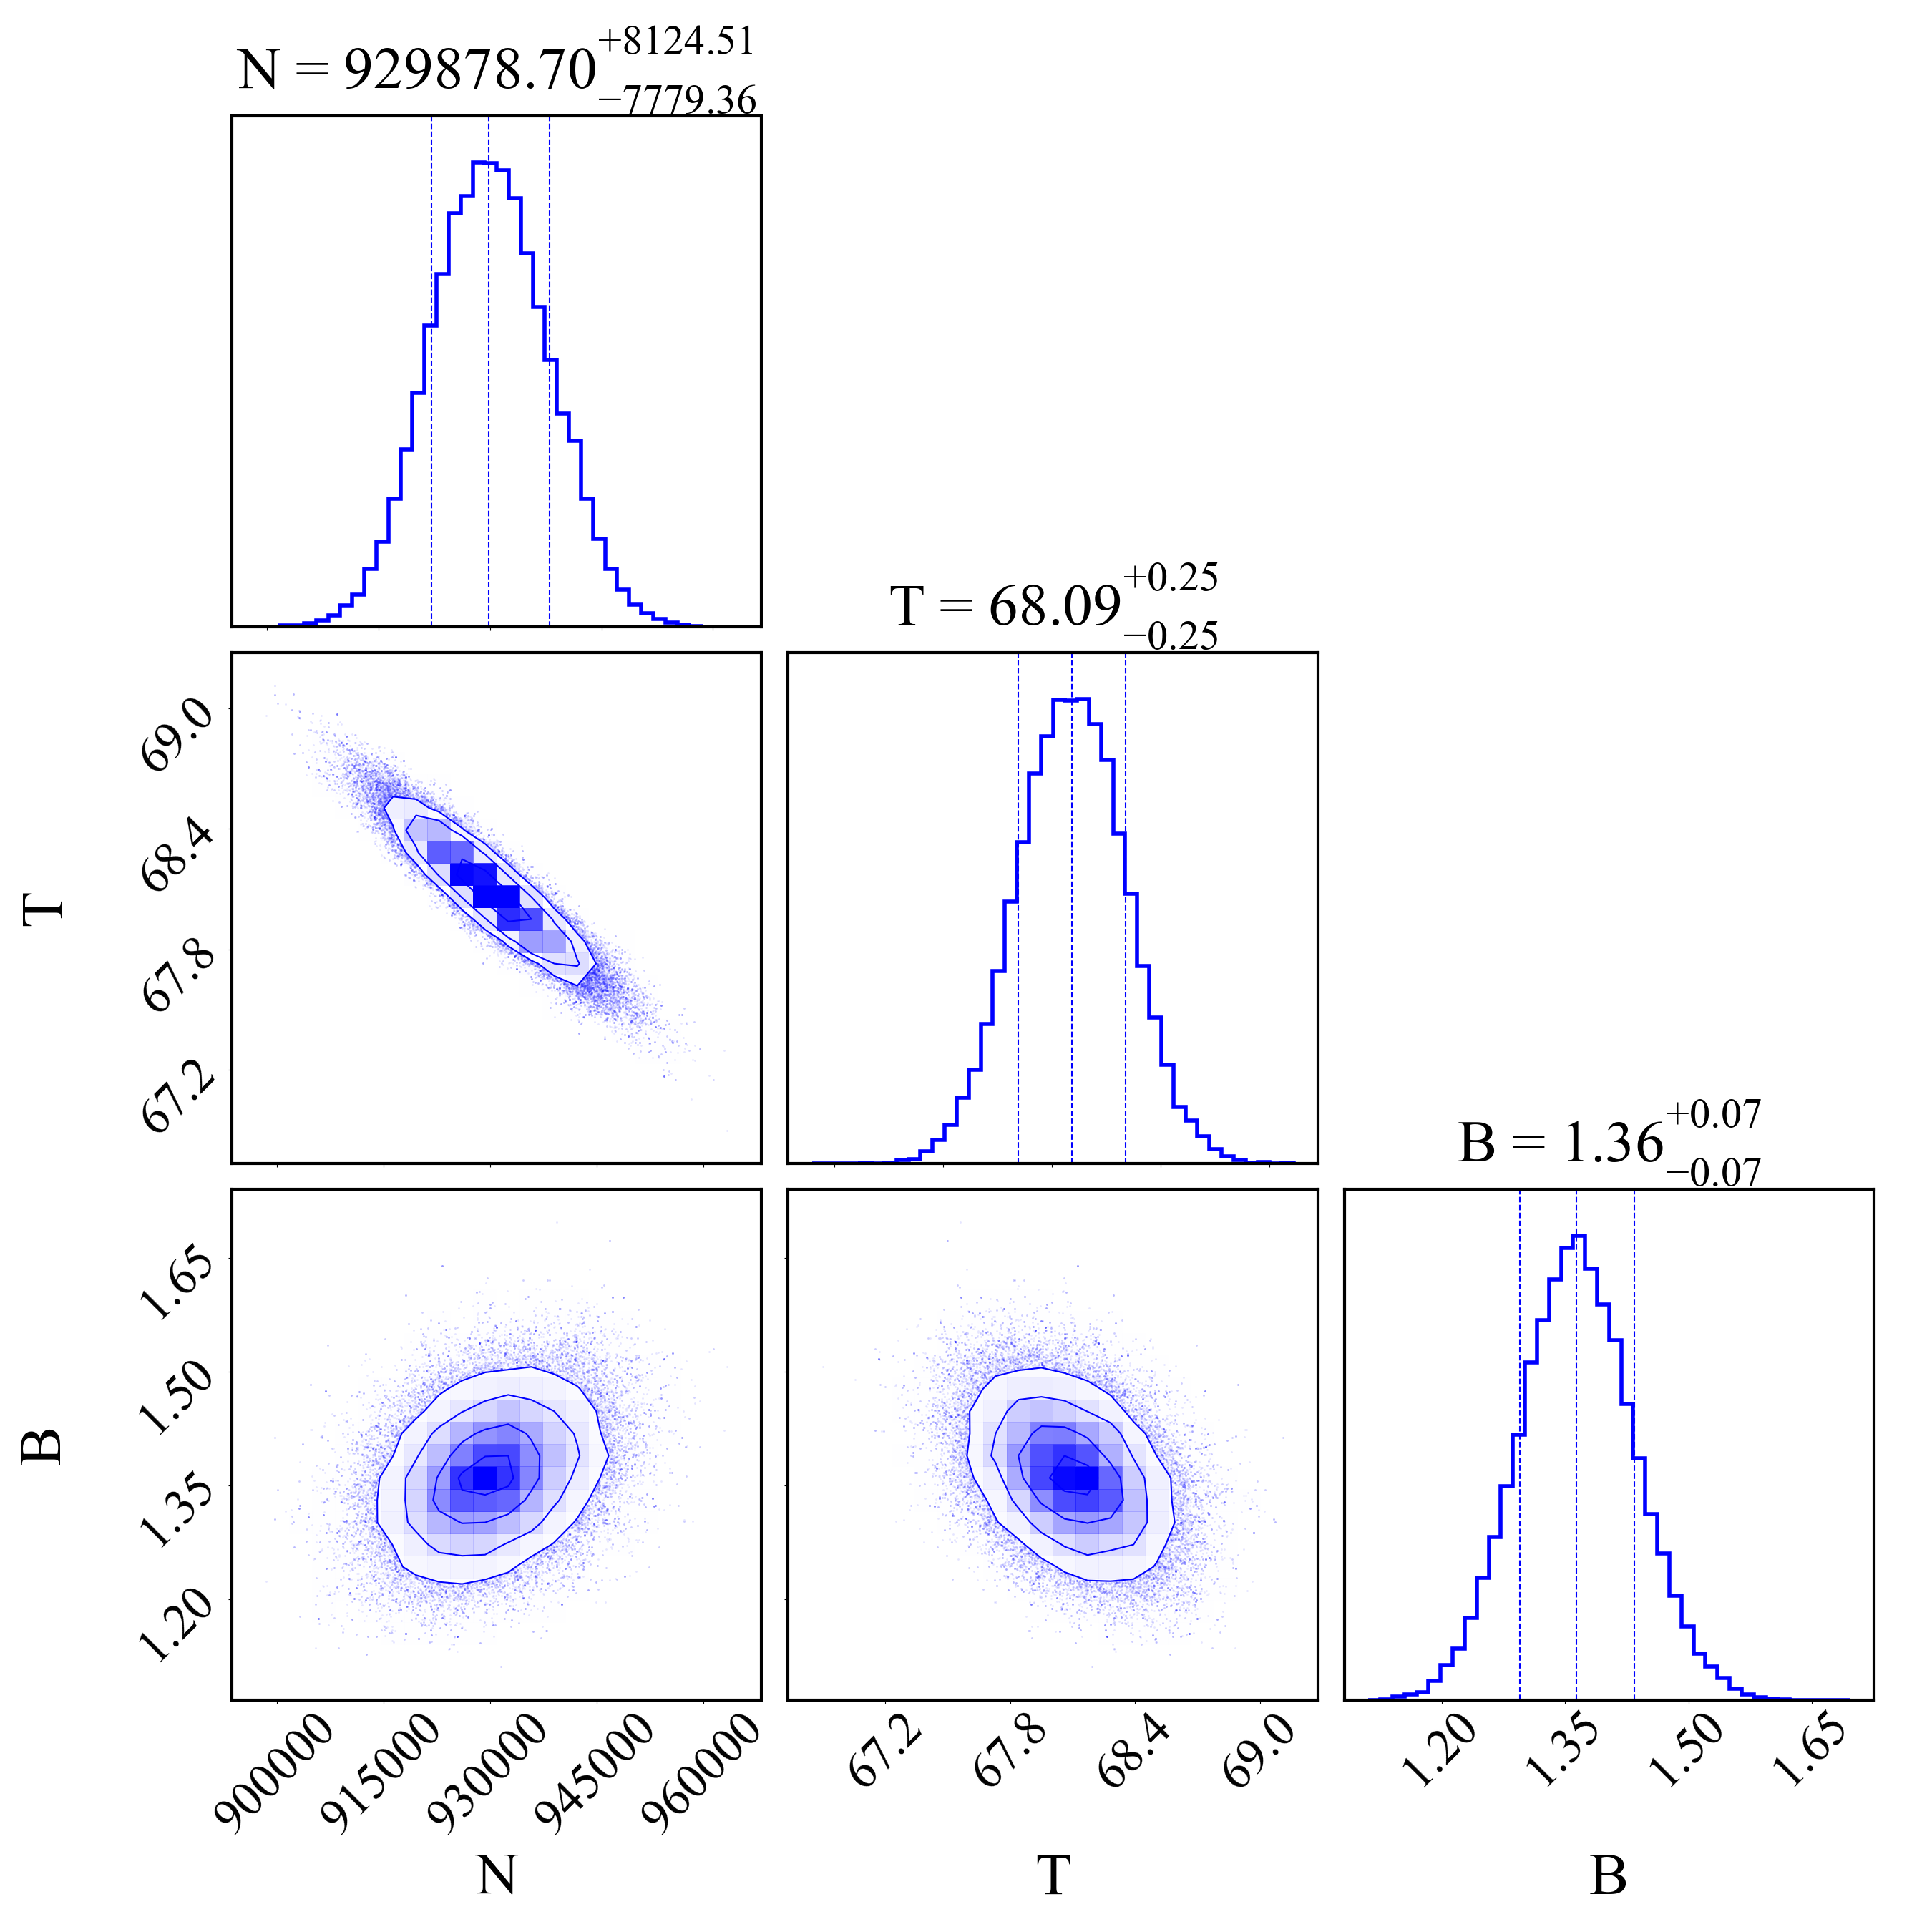 N = 929878.70 +8124.51 −7779.36
T = 68.09 +0.25 −0.25
69.0
68.4
67.8
67.2
T
B = 1.36 +0.07 −0.07
1.65
1.50
1.35
1.20
B
900000 915000 930000 945000 960000
67.2 67.8 68.4 69.0
1.20 1.35 1.50 1.65
N T B